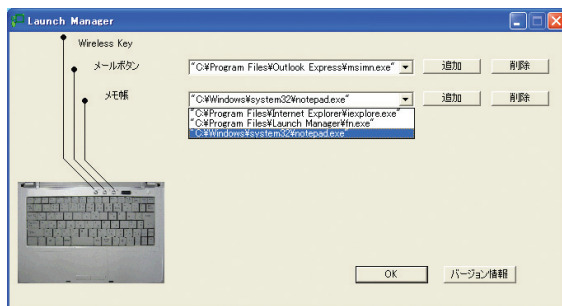 Launch Manager
Wireless Key
メールボタン
"C:¥Program Files¥Outlook Express¥msimn.exe"
追加
削除
メモ帳
"C:¥Windows¥system32¥notepad.exe"
追加
削除
"C:¥Program Files¥Internet Explorer¥iexplore.exe"
"C:¥Program Files¥Launch Manager¥fn.exe"
"C:¥Windows¥system32¥notepad.exe"
OK
バージョン情報